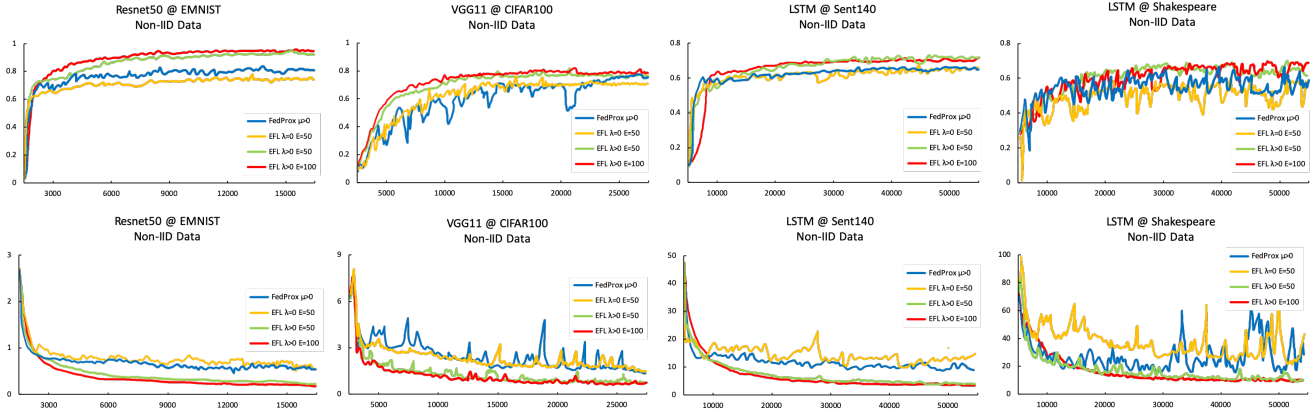 Resnet50 @ EMNIST
Non-IID Data
1
0.8
0.6
0.4
0.2
0
3000 6000 9000 12000 15000
FedProx μ>0
EFL λ=0 E=50
EFL λ>0 E=50
EFL λ>0 E=100
VGG11 @ CIFAR100
Non-IID Data
1
0.8
0.6
0.4
0.2
0
5000 10000 15000 20000 25000
FedProx μ>0
EFL λ=0 E=50
EFL λ>0 E=50
EFL λ>0 E=100
LSTM @ Sent140
Non-IID Data
0.8
0.6
0.4
0.2
0
10000 20000 30000 40000 50000
FedProx μ>0
EFL λ=0 E=50
EFL λ>0 E=50
EFL λ>0 E=100
LSTM @ Shakespeare
Non-IID Data
0.8
0.6
0.4
0.2
0
10000 20000 30000 40000 50000
FedProx μ>0
EFL λ=0 E=50
EFL λ>0 E=50
EFL λ>0 E=100
Resnet50 @ EMNIST
Non-IID Data
3
2
1
0
3000 6000 9000 12000 15000
FedProx μ>0
EFL λ=0 E=50
EFL λ>0 E=50
EFL λ>0 E=100
VGG11 @ CIFAR100
Non-IID Data
9
6
3
0
5000 10000 15000 20000 25000
FedProx μ>0
EFL λ=0 E=50
EFL λ>0 E=50
EFL λ>0 E=100
LSTM @ Sent140
Non-IID Data
50
40
30
20
10
0
10000 20000 30000 40000 50000
FedProx μ>0
EFL λ=0 E=50
EFL λ>0 E=50
EFL λ>0 E=100
LSTM @ Shakespeare
Non-IID Data
100
80
60
40
20
0
10000 20000 30000 40000 50000
FedProx μ>0
EFL λ=0 E=50
EFL λ>0 E=50
EFL λ>0 E=100